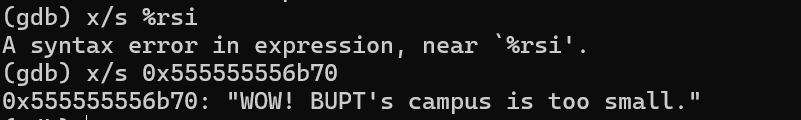 (gdb) x/s %rsi
A syntax error in expression, near `%rsi'.
(gdb) x/s 0x555555556b70
0x555555556b70: "WOW! BUPT's campus is too small."